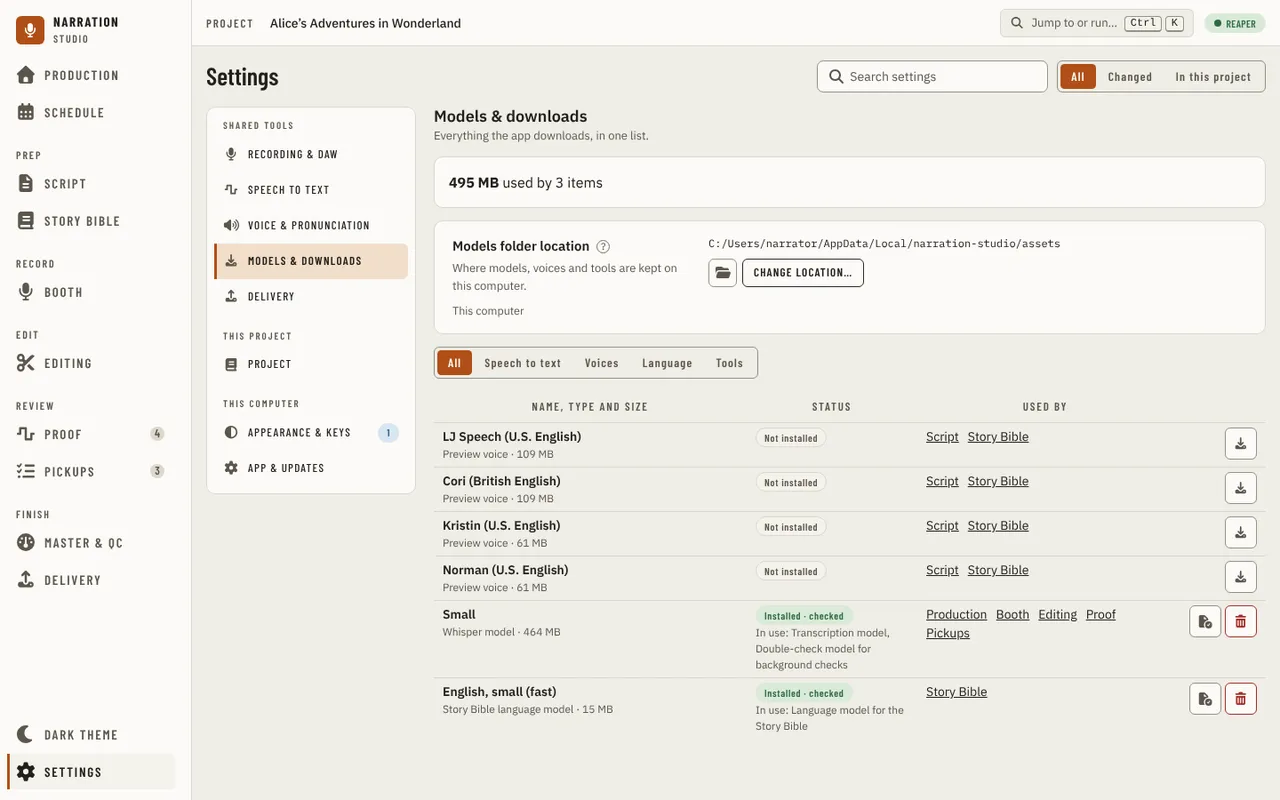 NARRATION
STUDIO
PRODUCTION
SCHEDULE
PREP
SCRIPT
STORY BIBLE
RECORD
BOOTH
EDIT
EDITING
REVIEW
PROOF 4
PICKUPS 3
FINISH
MASTER & QC
DELIVERY
DARK THEME
SETTINGS
PROJECT Alice's Adventures in Wonderland
Jump to or run... Ctrl K
REAPER
Settings
Search settings
All Changed In this project
SHARED TOOLS
RECORDING & DAW
SPEECH TO TEXT
VOICE & PRONUNCIATION
MODELS & DOWNLOADS
DELIVERY
THIS PROJECT
PROJECT
THIS COMPUTER
APPEARANCE & KEYS 1
APP & UPDATES
Models & downloads
Everything the app downloads, in one list.
495 MB used by 3 items
Models folder location ?
Where models, voices and tools are kept on
this computer.
This computer
C:/Users/narrator/AppData/Local/narration-studio/assets
CHANGE LOCATION...
All Speech to text Voices Language Tools
NAME, TYPE AND SIZE STATUS USED BY
LJ Speech (U.S. English)
Preview voice · 109 MB
Not installed
Script Story Bible
Cori (British English)
Preview voice · 109 MB
Not installed
Script Story Bible
Kristin (U.S. English)
Preview voice · 61 MB
Not installed
Script Story Bible
Norman (U.S. English)
Preview voice · 61 MB
Not installed
Script Story Bible
Small
Whisper model · 464 MB
Installed · checked
In use: Transcription model,
Double-check model for
background checks
Production Booth Editing Proof
Pickups
English, small (fast)
Story Bible language model · 15 MB
Installed · checked
In use: Language model for the
Story Bible
Story Bible